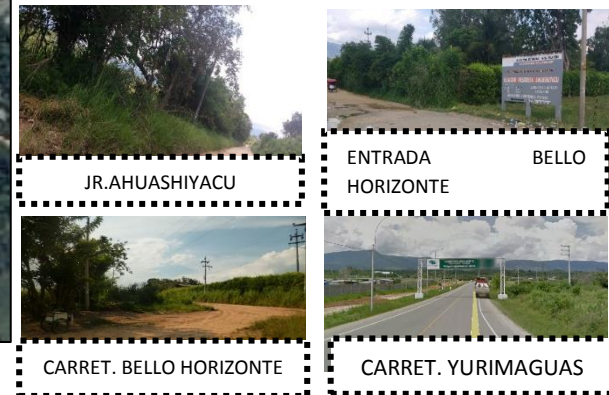 JR.AHUASHIYACU
ENTRADA BELLO
HORIZONTE
CARRET. BELLO HORIZONTE
CARRET. YURIMAGUAS